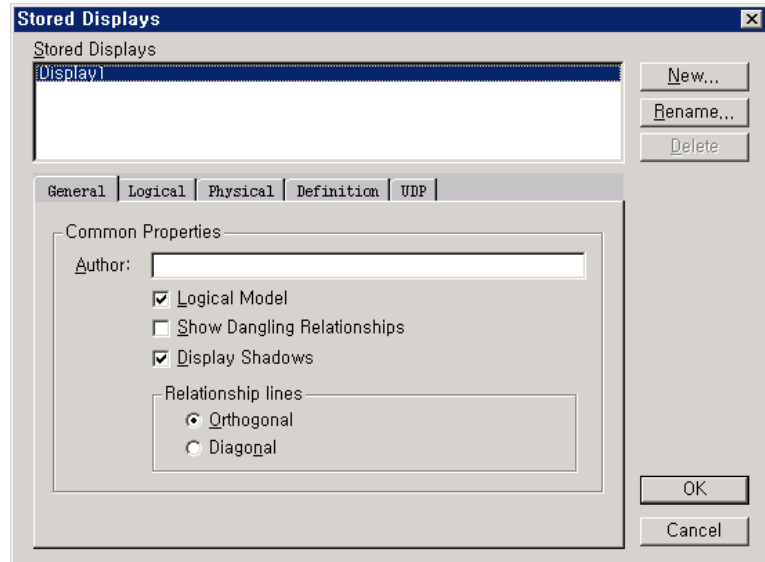 Stored Displays
Stored Displays
Display1
New...
Rename...
Delete
General Logical Physical Definition UDP
Common Properties
Author:
Logical Model
Show Dangling Relationships
Display Shadows
Relationship lines
Orthogonal
Diagonal
OK
Cancel